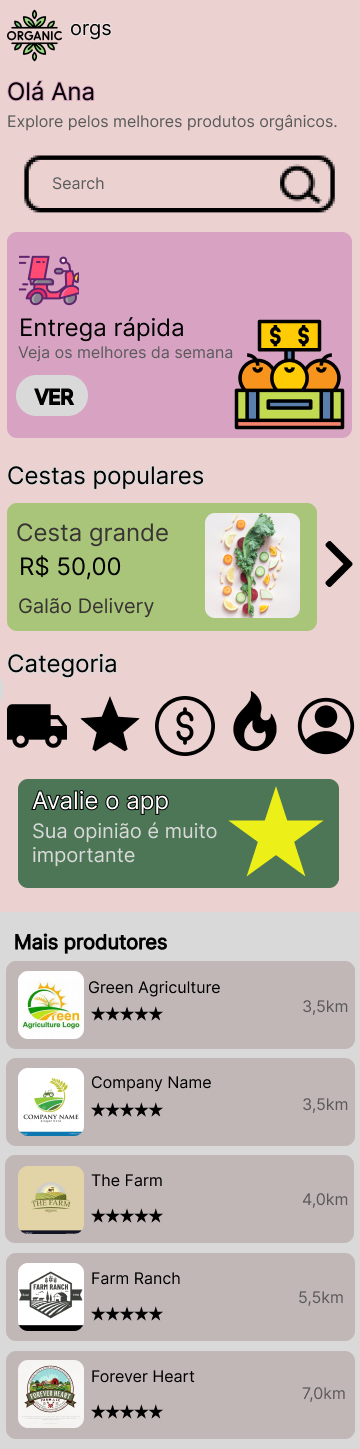 ORGANIC
orgs
Olá Ana
Explore pelos melhores produtos orgânicos.
Search
Entrega rápida
Veja os melhores da semana
$ $
VER
Cestas populares
Cesta grande
R$ 50,00
Galão Delivery
Categoria
$
Avalie o app
Sua opinião é muito
importante
Mais produtores
Green
Agriculture Logo
Green Agriculture
★★★★★
3,5km
COMPANY NAME
Company Name
★★★★★
3,5km
THE FARM
The Farm
★★★★★
4,0km
FARM RANCH
Farm Ranch
★★★★★
5,5km
FOREVER HEART
Forever Heart
★★★★★
7,0km